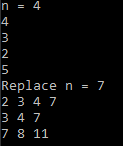 n = 4
4
3
2
5
Replace n = 7
2 3 4 7
3 4 7
7 8 11